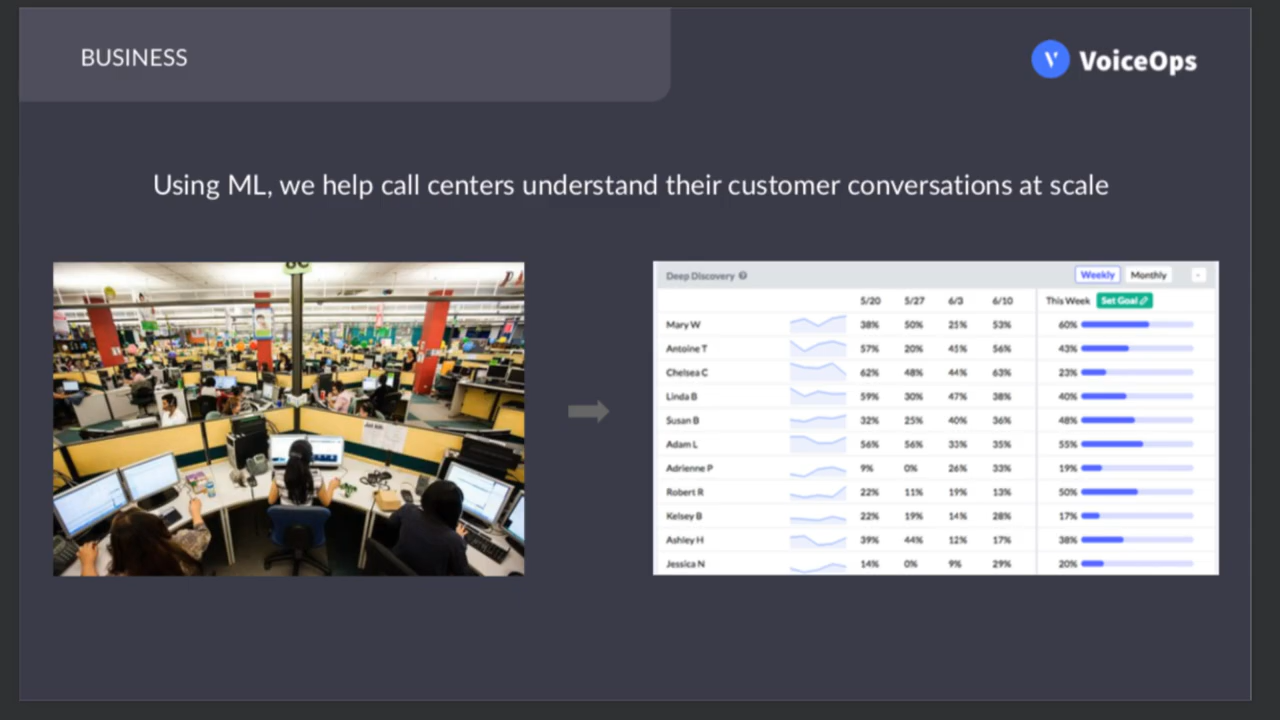 BUSINESS
VoiceOps
Using ML, we help call centers understand their customer conversations at scale
Deep Discovery
Weekly Monthly
5/20 5/27 6/3 6/10 This Week Set Goal
Mary W 38% 50% 25% 53% 60%
Antoine T 57% 20% 45% 56% 43%
Chelsea C 62% 48% 44% 63% 23%
Linda B 59% 30% 47% 38% 40%
Susan B 32% 25% 40% 36% 48%
Adam L 56% 56% 33% 35% 55%
Adrienne P 9% 0% 26% 33% 19%
Robert R 22% 11% 19% 13% 50%
Kelsey B 22% 19% 14% 28% 17%
Ashley H 39% 44% 12% 17% 38%
Jessica N 14% 0% 9% 29% 20%